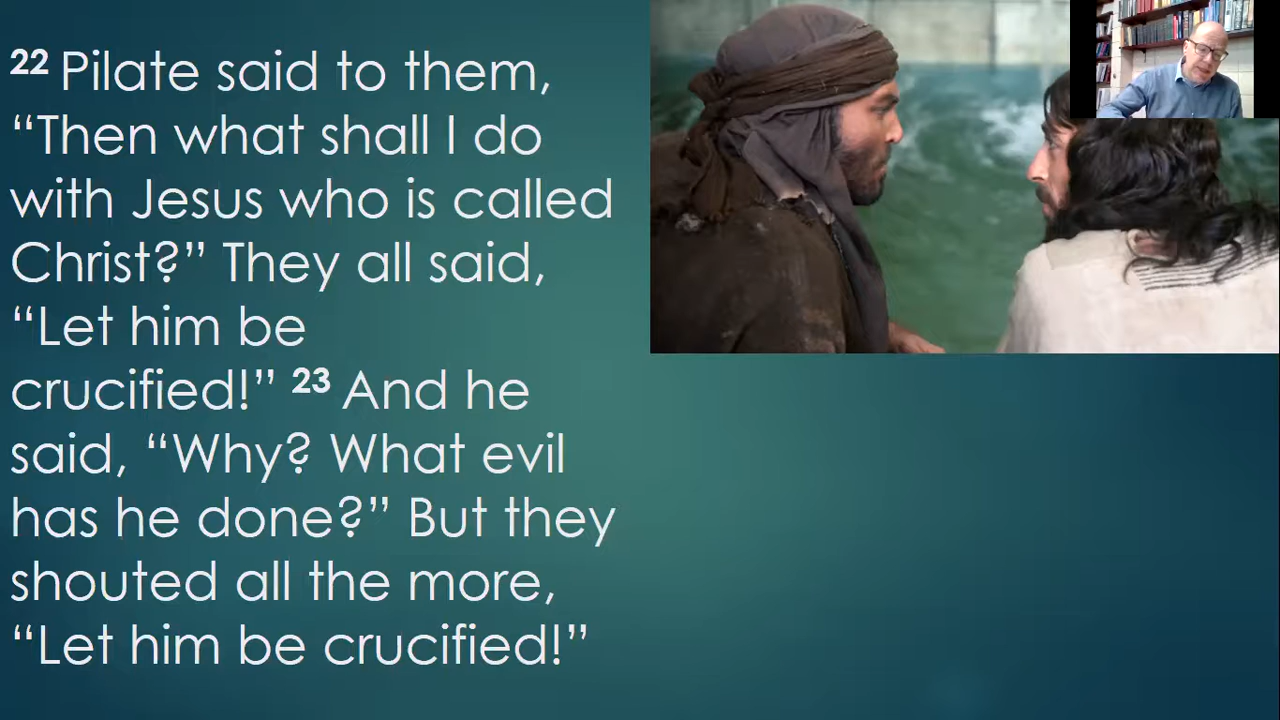 22 Pilate said to them,
“Then what shall I do
with Jesus who is called
Christ?” They all said,
“Let him be
crucified!” 23 And he
said, “Why? What evil
has he done?” But they
shouted all the more,
“Let him be crucified!”